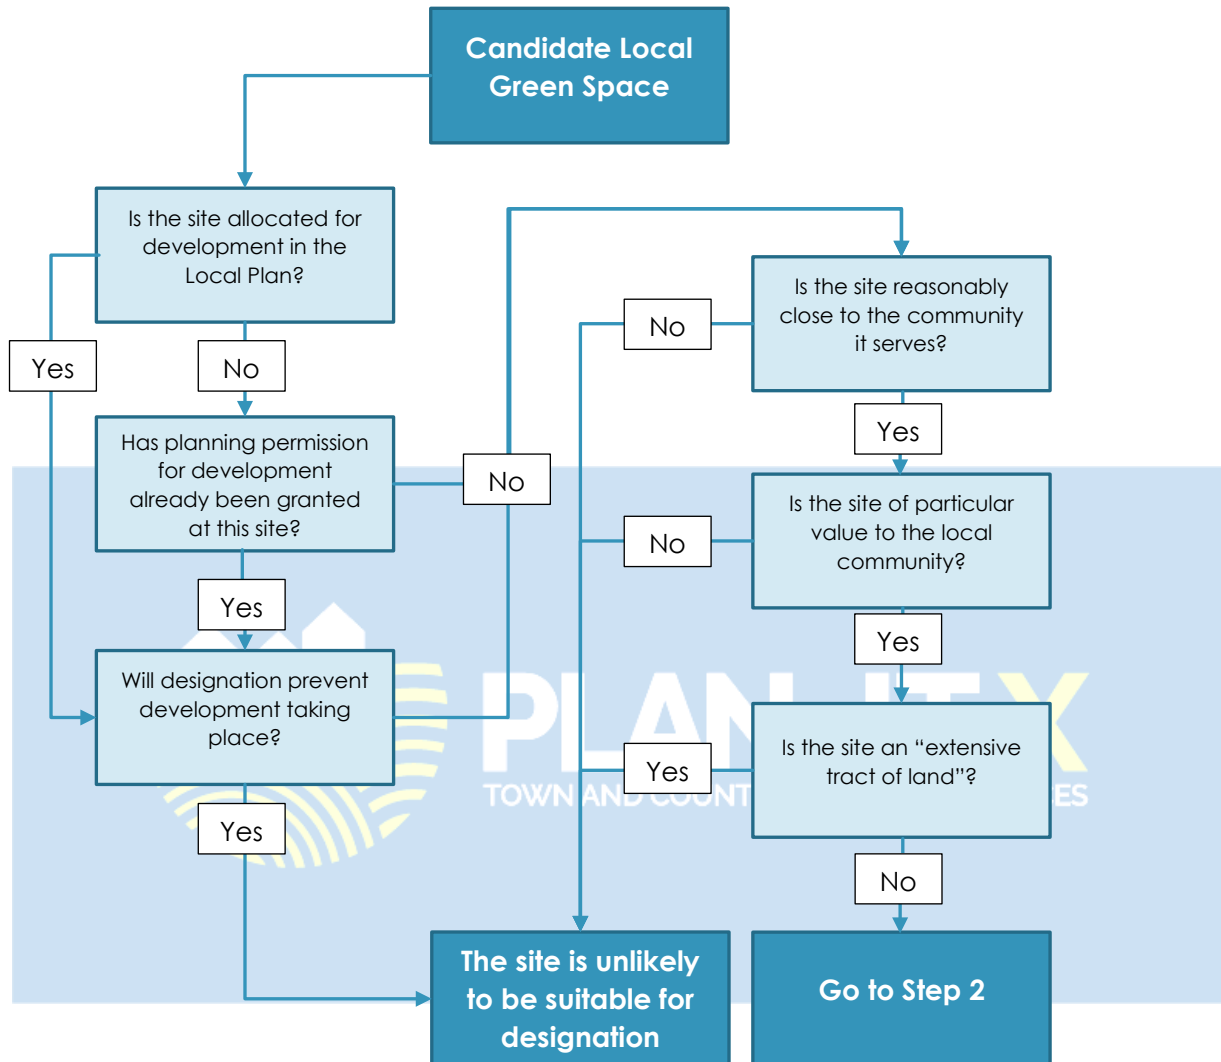 Candidate Local
Green Space
Is the site allocated for
development in the
Local Plan?
Yes
No
Has planning permission
for development
already been granted
at this site?
No
Yes
Will designation prevent
development taking
place?
Yes
Is the site reasonably
close to the community
it serves?
No
Yes
Is the site of particular
value to the local
community?
No
Yes
Is the site an “extensive
tract of land”?
Yes
No
The site is unlikely
to be suitable for
designation
Go to Step 2
PLAN IT X
TOWN AND COUNT